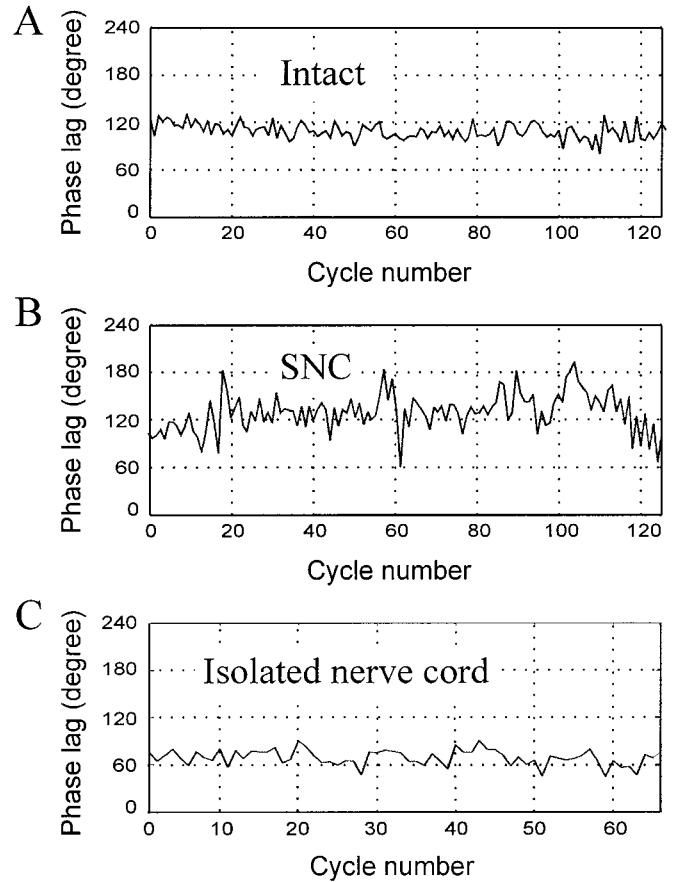 A
Phase lag (degree)
240
180
120
60
0
Intact
0 20 40 60 80 100 120
Cycle number
B
Phase lag (degree)
240
180
120
60
0
SNC
0 20 40 60 80 100 120
Cycle number
C
Phase lag (degree)
240
180
120
60
0
Isolated nerve cord
0 10 20 30 40 50 60
Cycle number